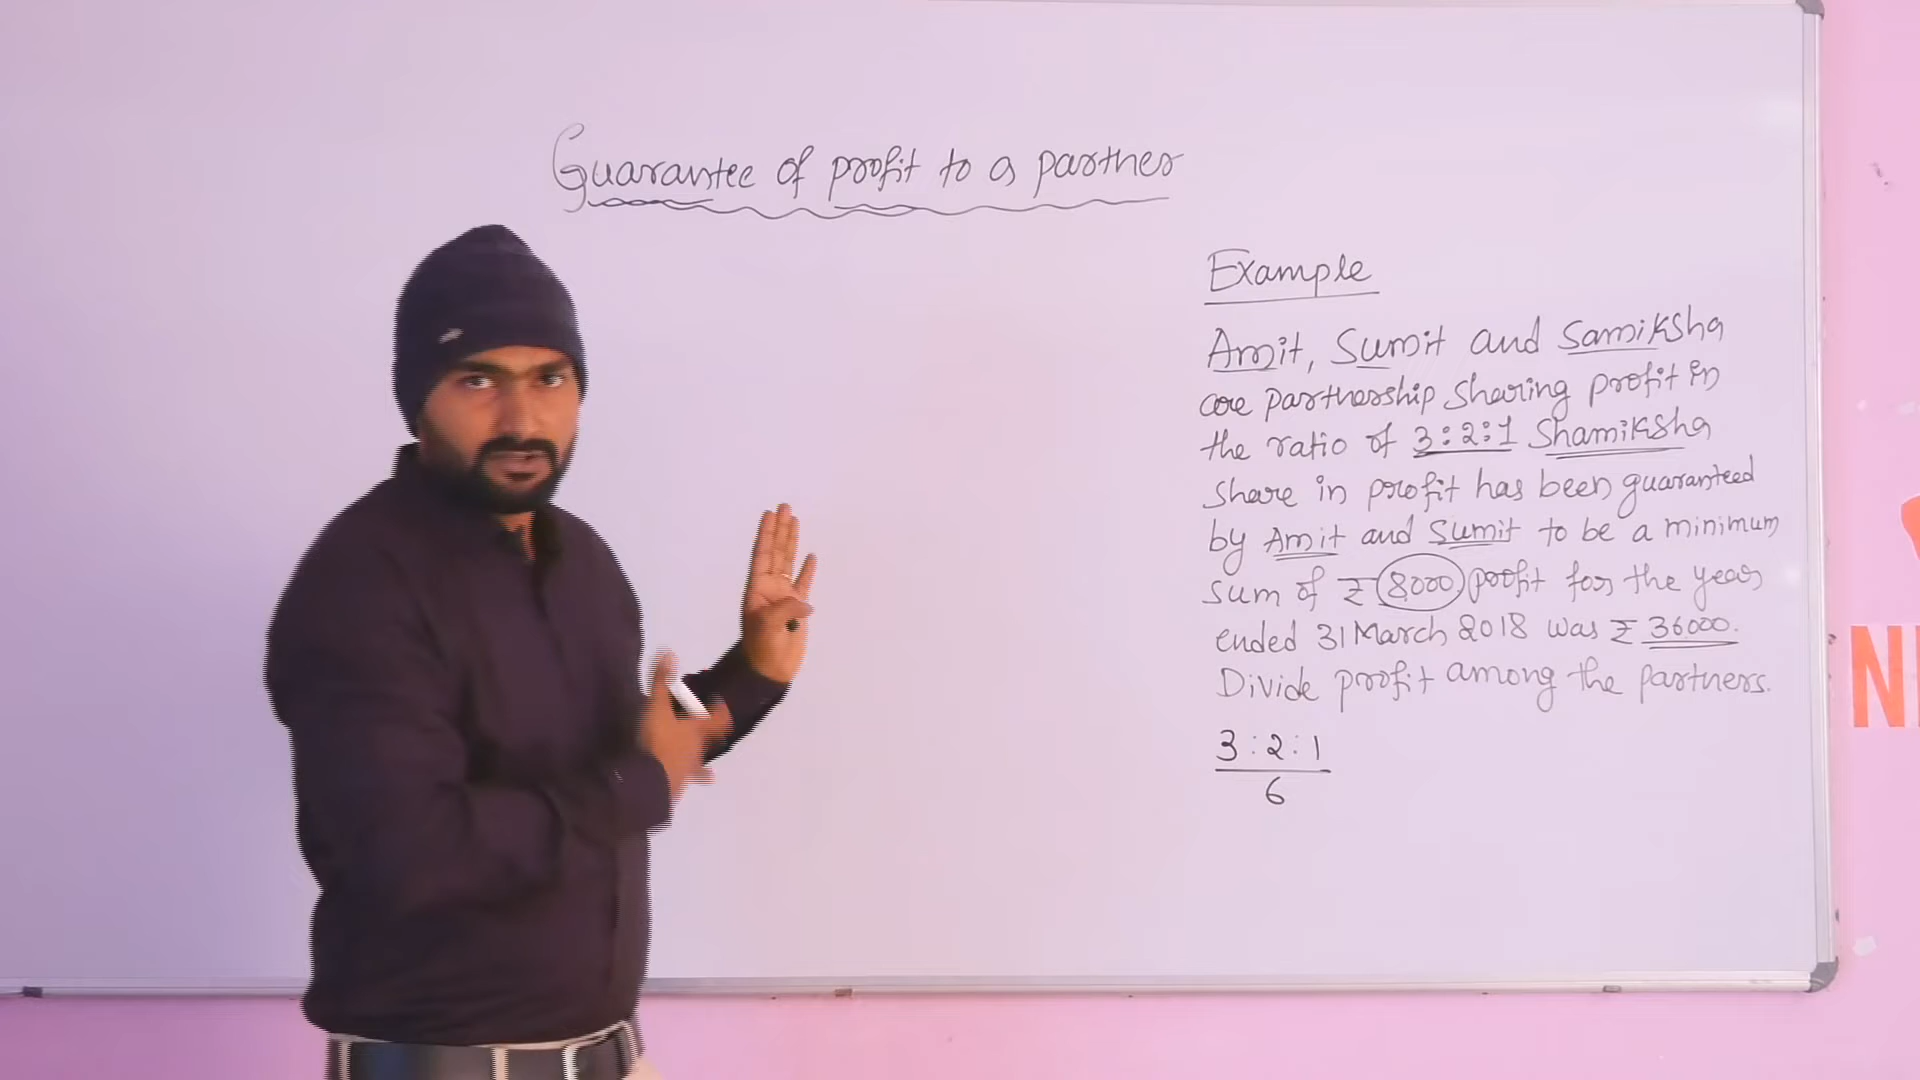 Guarantee of profit to a partner
Example
Amit, Sumit and Samiksha
are partnership sharing profit in
the ratio of 3:2:1 Shamiksha
share in profit has been guaranteed
by Amit and Sumit to be a minimum
sum of ₹ 8000 profit for the year
ended 31 March 2018 was ₹ 36000.
Divide profit among the partners.
3:2:1
6